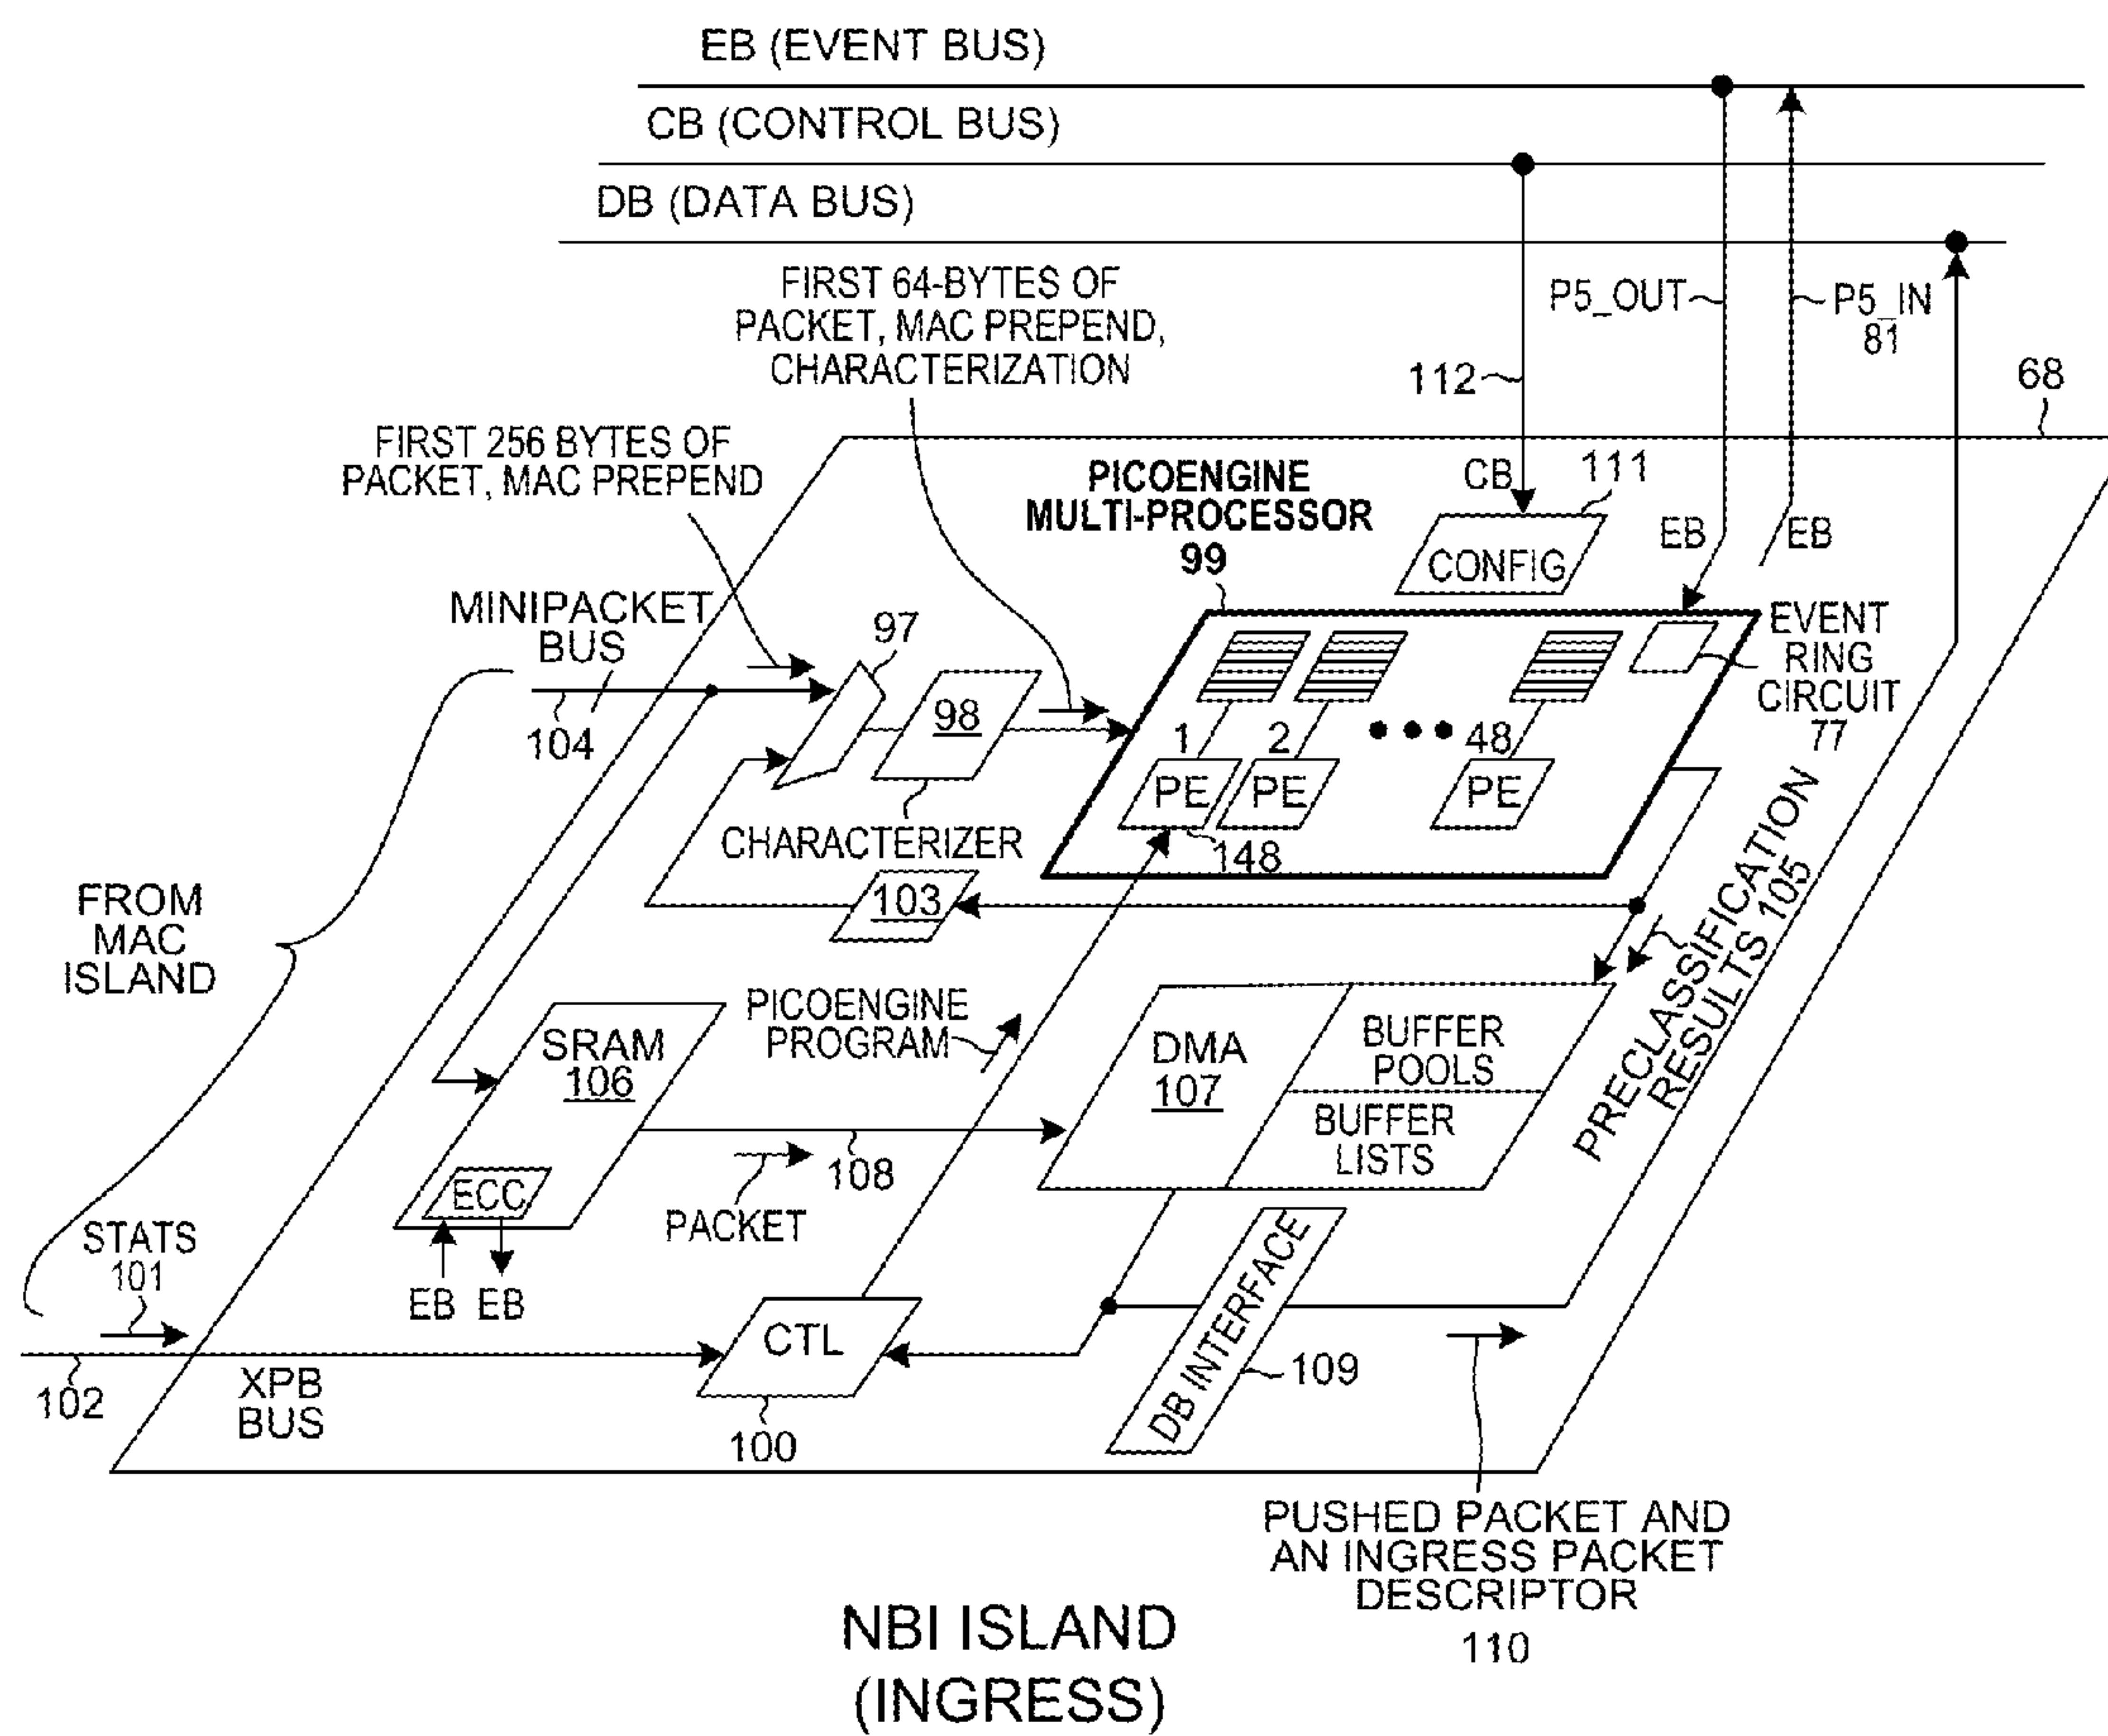 EB (EVENT BUS)
CB (CONTROL BUS)
DB (DATA BUS)
FIRST 64-BYTES OF
PACKET, MAC PREPEND,
CHARACTERIZATION
P5_OUT
P5_IN
81
112
68
FIRST 256 BYTES OF
PACKET, MAC PREPEND
PICOENGINE
MULTI-PROCESSOR
99
CB
111
CONFIG
EB
EB
MINIPACKET
BUS
104
97
98
CHARACTERIZER
103
1
2
48
PE
PE
PE
148
EVENT
RING
CIRCUIT
77
PRECLASSIFICATION
RESULTS 105
FROM
MAC
ISLAND
SRAM
106
ECC
EB EB
PICOENGINE
PROGRAM
DMA
107
BUFFER
POOLS
BUFFER
LISTS
108
PACKET
STATS
101
102
XPB
BUS
CTL
100
DB INTERFACE
109
PUSHED PACKET AND
AN INGRESS PACKET
DESCRIPTOR
110
NBI ISLAND
(INGRESS)